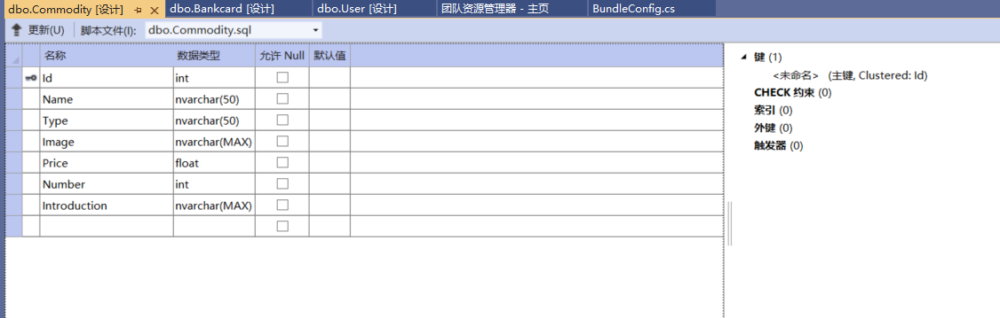 dbo.Commodity [设计] dbo.Bankcard [设计] dbo.User [设计] 团队资源管理器 - 主页 BundleConfig.cs
更新(U) 脚本文件(I): dbo.Commodity.sql
名称 数据类型 允许 Null 默认值
Id int
Name nvarchar(50)
Type nvarchar(50)
Image nvarchar(MAX)
Price float
Number int
Introduction nvarchar(MAX)
键 (1)
<未命名> (主键, Clustered: Id)
CHECK 约束 (0)
索引 (0)
外键 (0)
触发器 (0)